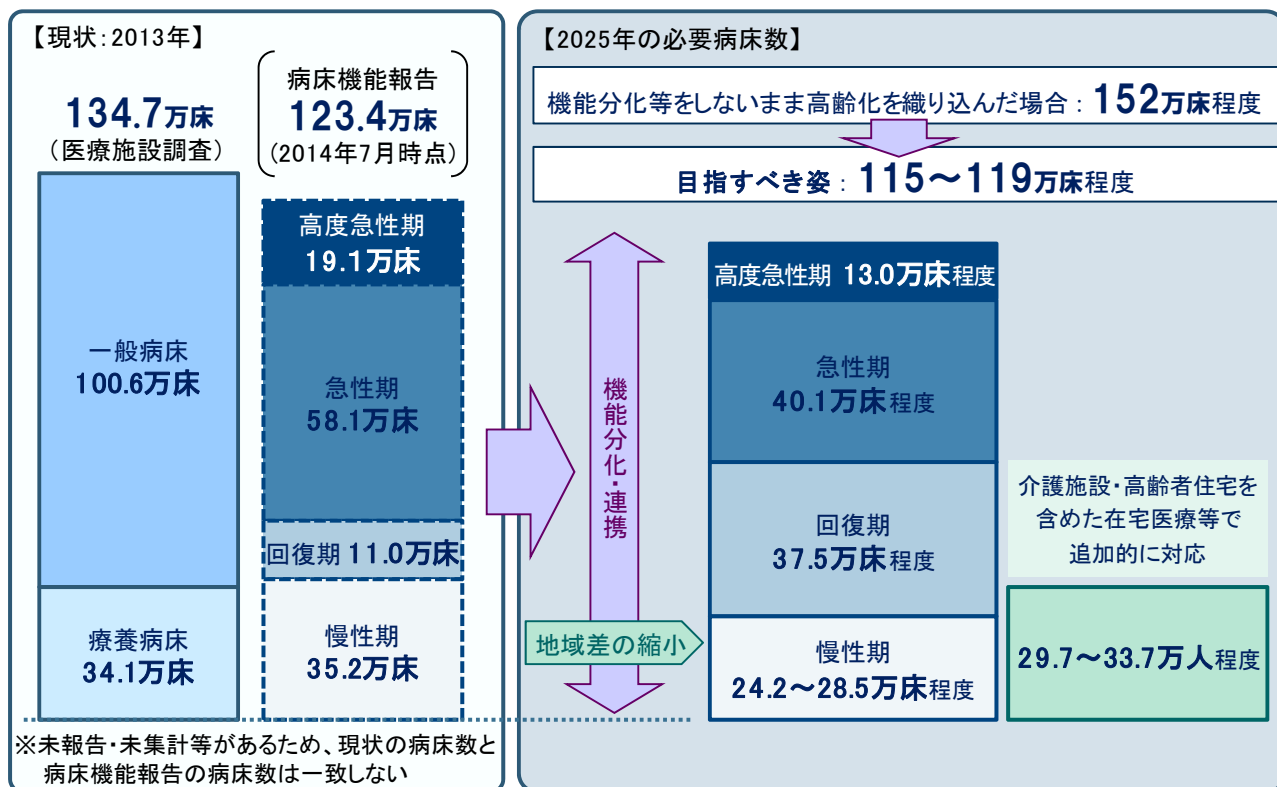 【現状：2013年】
134.7万床
（医療施設調査）
病床機能報告
123.4万床
（2014年7月時点）
一般病床
100.6万床
療養病床
34.1万床
高度急性期
19.1万床
急性期
58.1万床
回復期 11.0万床
慢性期
35.2万床
※未報告・未集計等があるため、現状の病床数と
病床機能報告の病床数は一致しない
【2025年の必要病床数】
機能分化等をしないまま高齢化を織り込んだ場合：152万床程度
目指すべき姿：115～119万床程度
機能分化・連携
地域差の縮小
高度急性期 13.0万床程度
急性期
40.1万床程度
回復期
37.5万床程度
慢性期
24.2～28.5万床程度
介護施設・高齢者住宅を
含めた在宅医療等で
追加的に対応
29.7～33.7万人程度